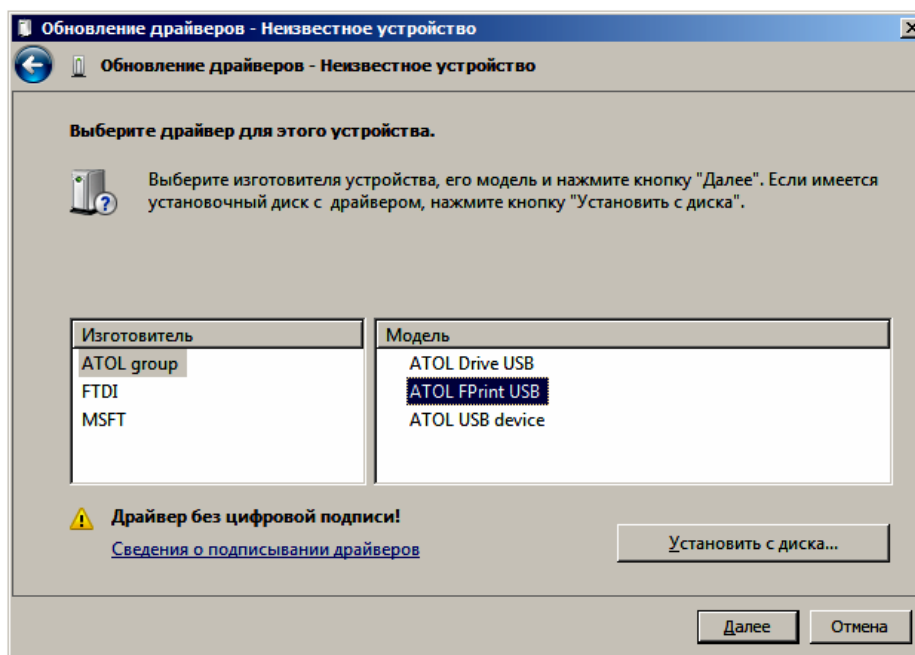 Обновление драйверов - Неизвестное устройство
Обновление драйверов - Неизвестное устройство
Выберите драйвер для этого устройства.
Выберите изготовителя устройства, его модель и нажмите кнопку "Далее". Если имеется
установочный диск с драйвером, нажмите кнопку "Установить с диска".
Изготовитель
ATOL group
FTDI
MSFT
Модель
ATOL Drive USB
ATOL FPrint USB
ATOL USB device
Драйвер без цифровой подписи!
Сведения о подписывании драйверов
Установить с диска...
Далее
Отмена